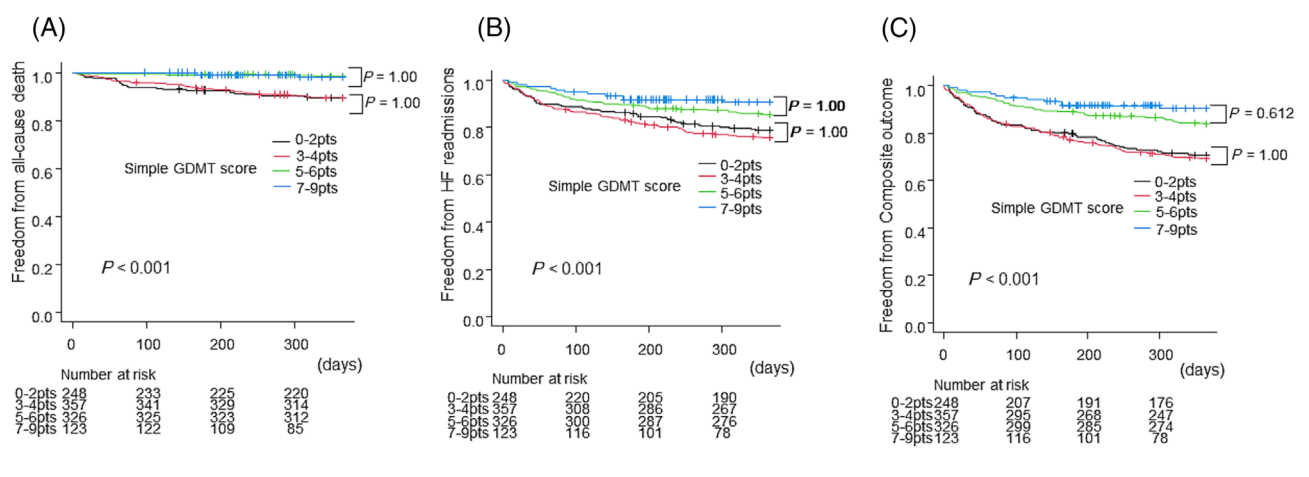 (A)
Freedom from all-cause death
1.0
0.8
0.6
0.4
0.2
0.0
P = 1.00
P = 1.00
Simple GDMT score
0-2pts
3-4pts
5-6pts
7-9pts
P < 0.001
0 100 200 300
(days)
Number at risk
0-2pts 248 233 225 220
3-4pts 357 341 329 314
5-6pts 326 325 323 312
7-9pts 123 122 109 85
(B)
Freedom from HF readmissions
1.0
0.8
0.6
0.4
0.2
0.0
P = 1.00
P = 1.00
Simple GDMT score
0-2pts
3-4pts
5-6pts
7-9pts
P < 0.001
0 100 200 300
(days)
Number at risk
0-2pts 248 220 205 190
3-4pts 357 308 286 267
5-6pts 326 300 287 276
7-9pts 123 116 101 78
(C)
Freedom from Composite outcome
1.0
0.8
0.6
0.4
0.2
0.0
P = 0.612
P = 1.00
Simple GDMT score
0-2pts
3-4pts
5-6pts
7-9pts
P < 0.001
0 100 200 300
(days)
Number at risk
0-2pts 248 207 191 176
3-4pts 357 295 268 247
5-6pts 326 299 285 274
7-9pts 123 116 101 78